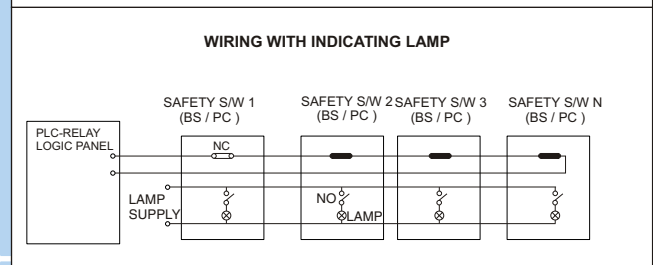 WIRING WITH INDICATING LAMP
SAFETY S/W 1
(BS / PC )
SAFETY S/W 2
(BS / PC )
SAFETY S/W 3
(BS / PC )
SAFETY S/W N
(BS / PC )
PLC-RELAY
LOGIC PANEL
NC
LAMP
SUPPLY
NO
LAMP